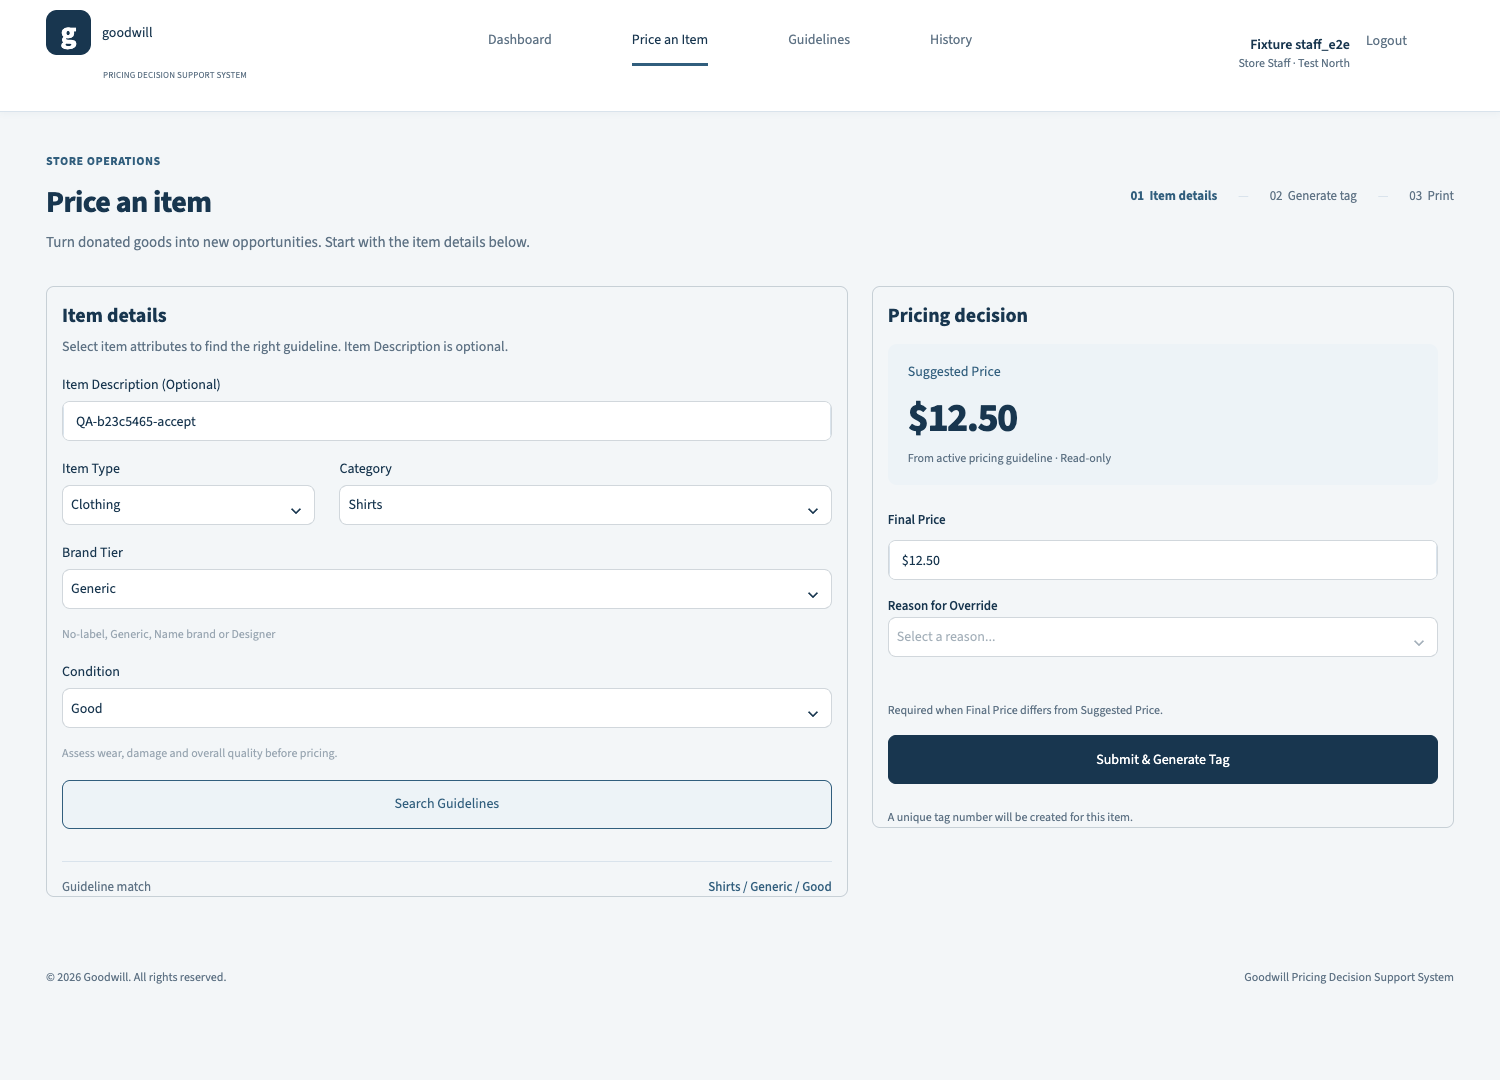 g goodwill
PRICING DECISION SUPPORT SYSTEM
Dashboard Price an Item Guidelines History
Fixture staff_e2e Logout
Store Staff · Test North
STORE OPERATIONS
Price an item
01 Item details — 02 Generate tag — 03 Print
Turn donated goods into new opportunities. Start with the item details below.
Item details
Select item attributes to find the right guideline. Item Description is optional.
Item Description (Optional)
QA-b23c5465-accept
Item Type Category
Clothing Shirts
Brand Tier
Generic
No-label, Generic, Name brand or Designer
Condition
Good
Assess wear, damage and overall quality before pricing.
Search Guidelines
Guideline match Shirts / Generic / Good
Pricing decision
Suggested Price
$12.50
From active pricing guideline · Read-only
Final Price
$12.50
Reason for Override
Select a reason...
Required when Final Price differs from Suggested Price.
Submit & Generate Tag
A unique tag number will be created for this item.
© 2026 Goodwill. All rights reserved. Goodwill Pricing Decision Support System